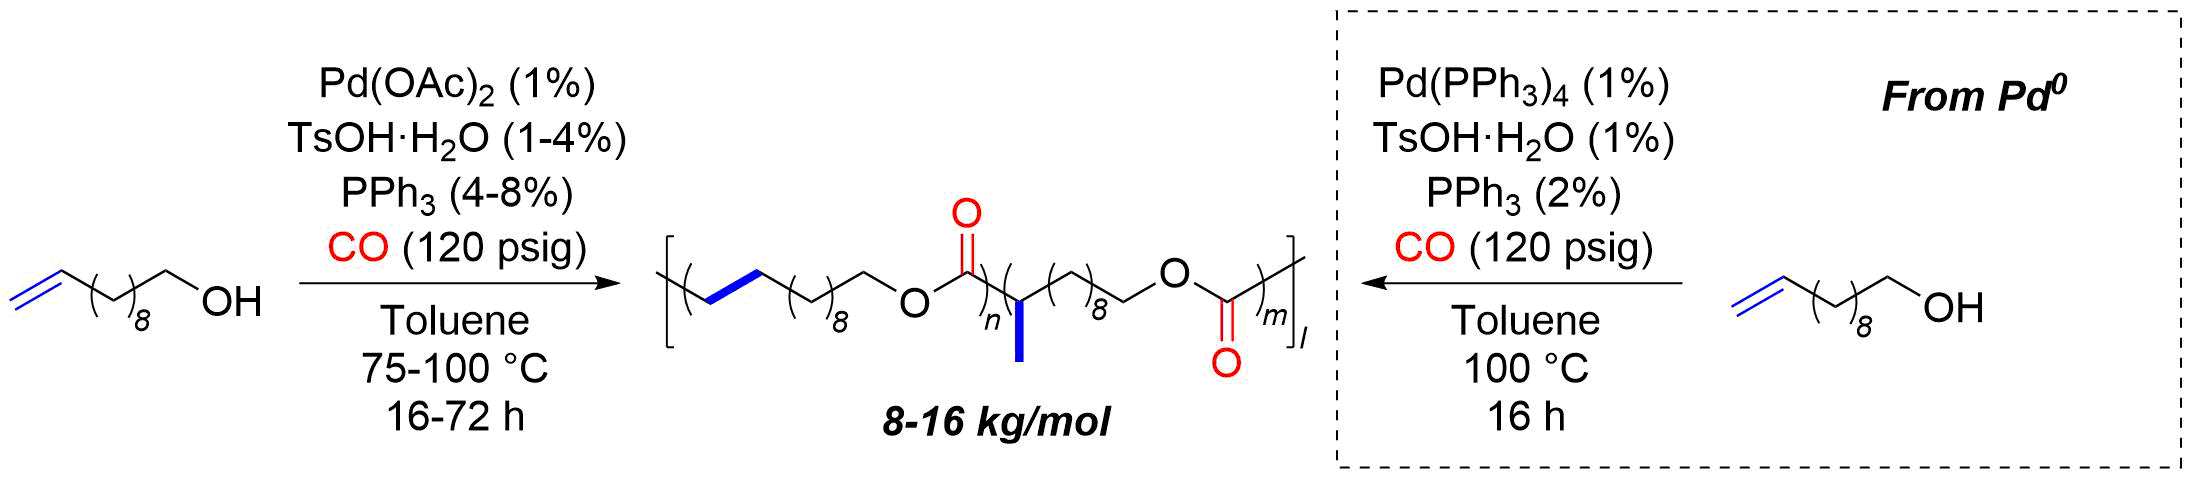 Pd(OAc)2 (1%)
TsOH·H2O (1-4%)
PPh3 (4-8%)
CO (120 psig)
Toluene
75-100 °C
16-72 h
8
OH
8
O
O
n
8
O
O
m
l
8-16 kg/mol
From Pd0
Pd(PPh3)4 (1%)
TsOH·H2O (1%)
PPh3 (2%)
CO (120 psig)
Toluene
100 °C
16 h
8
OH